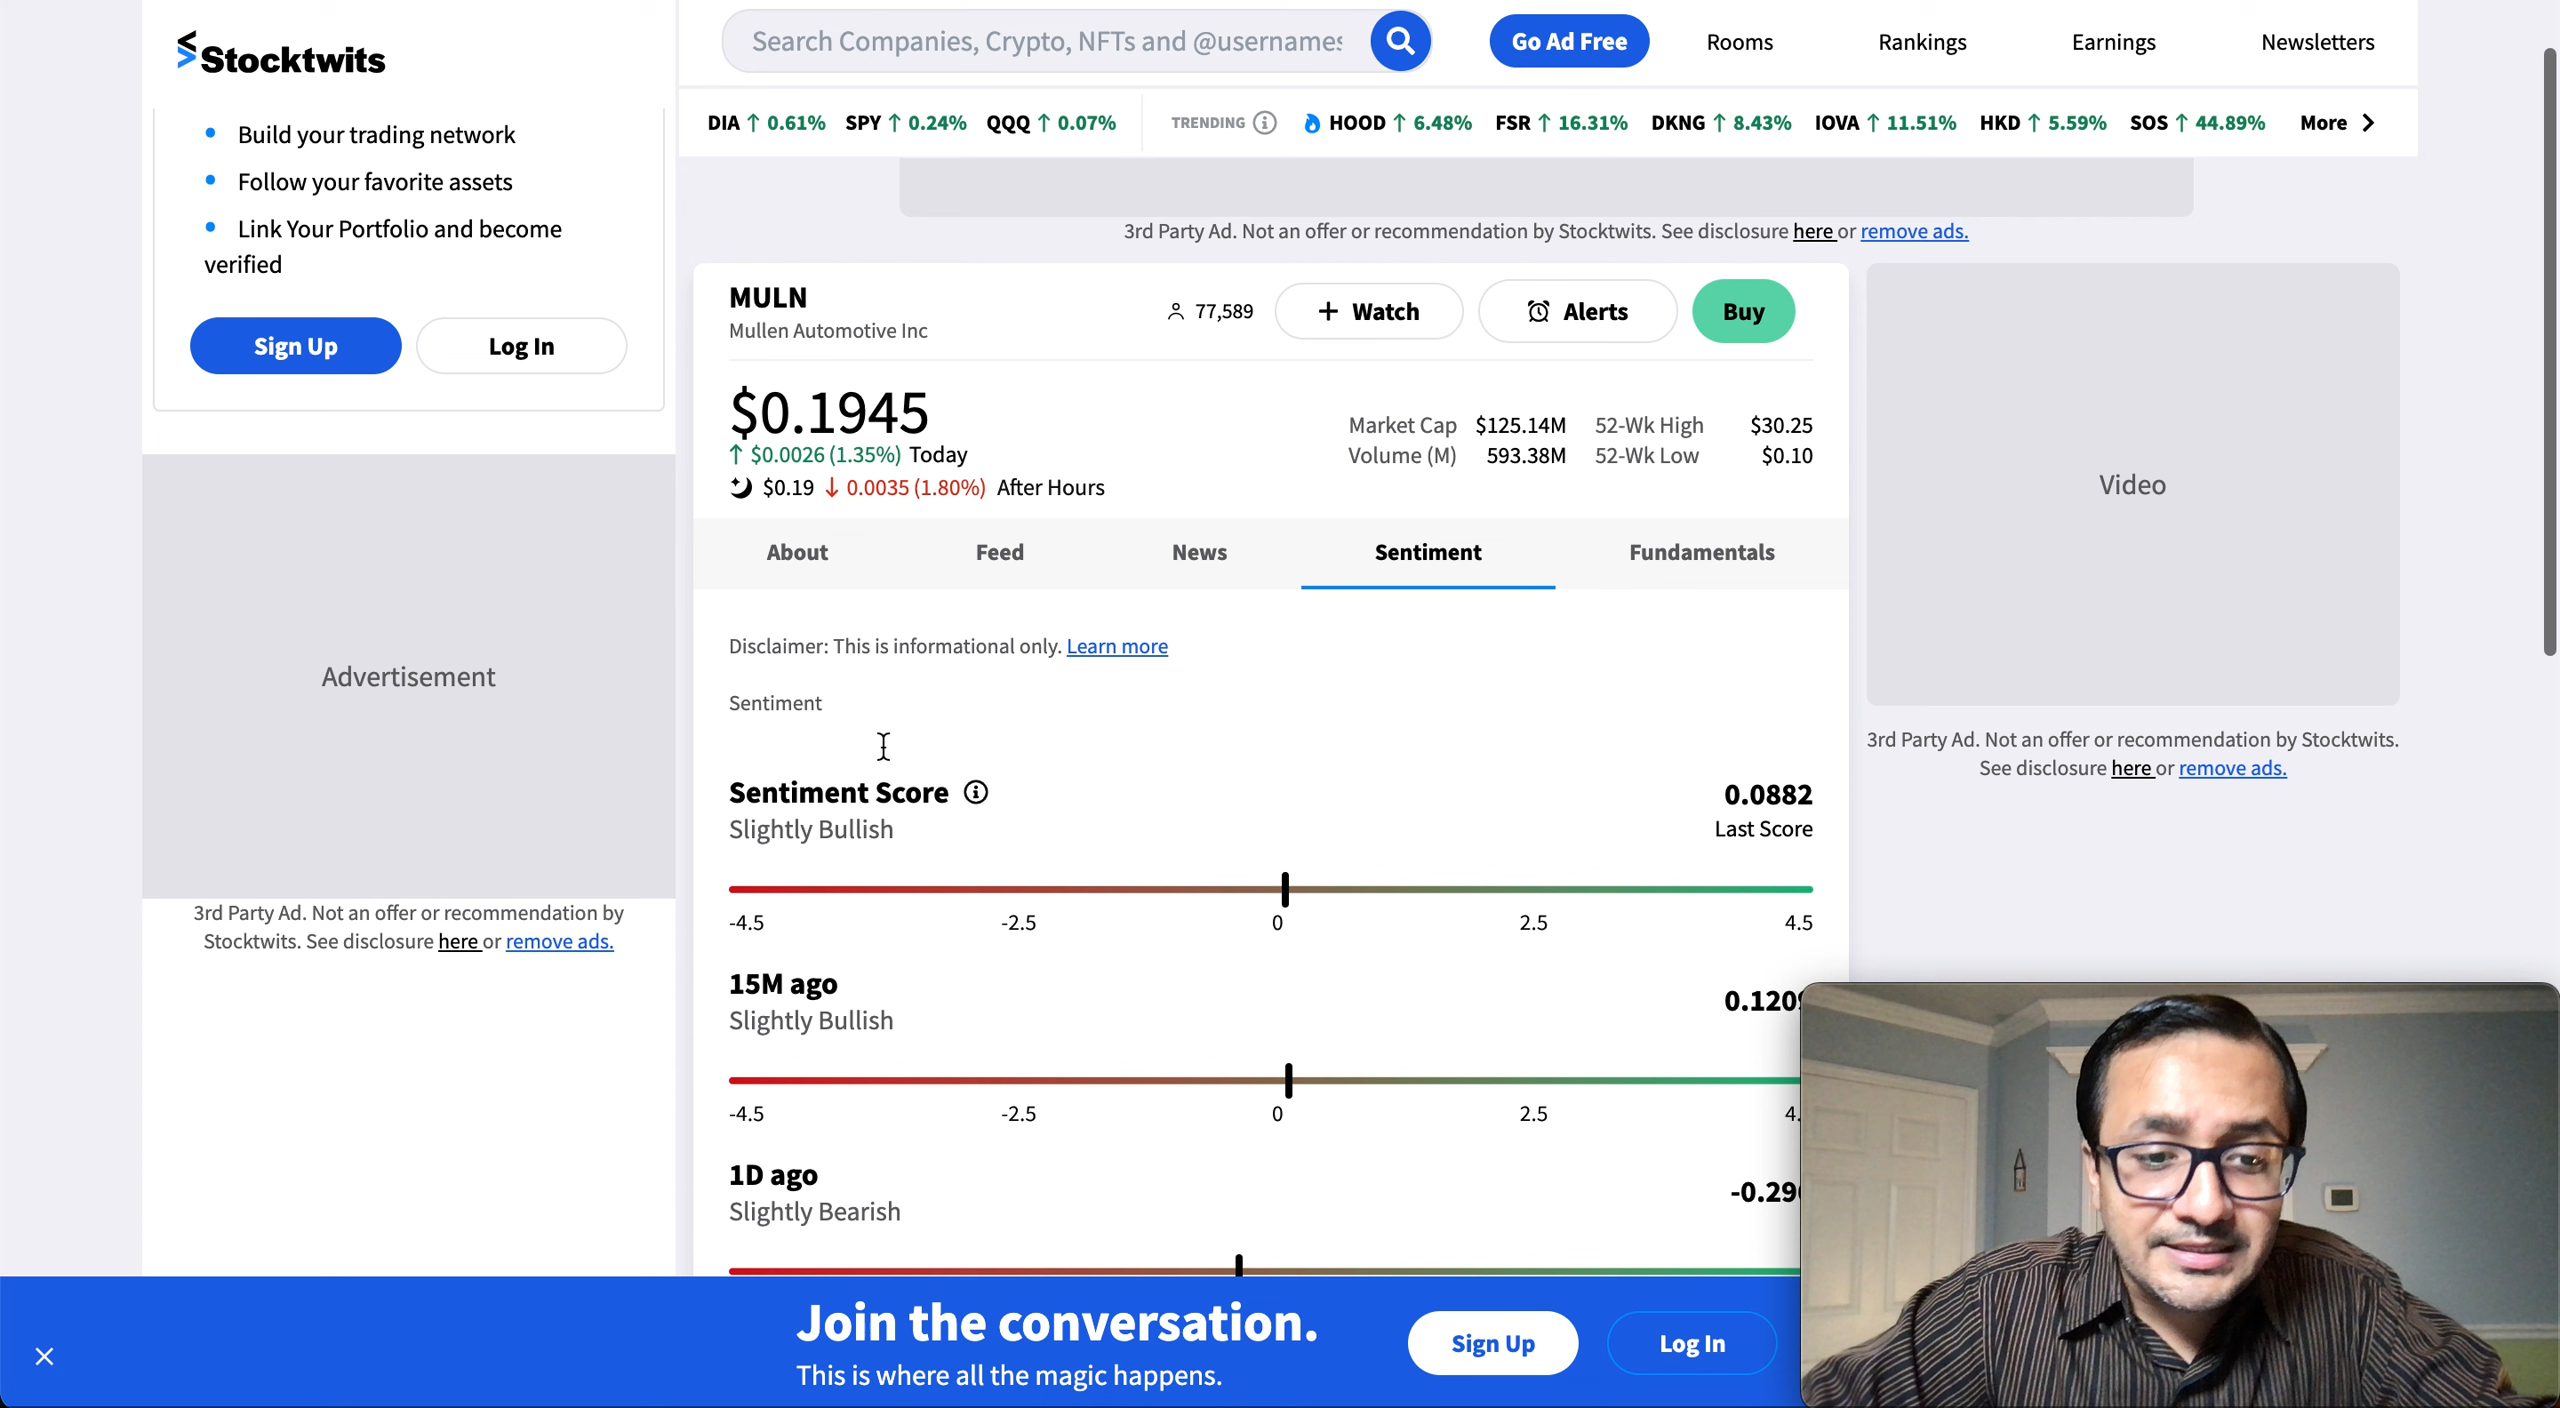 Stocktwits
Search Companies, Crypto, NFTs and @usernames
Go Ad Free
Rooms
Rankings
Earnings
Newsletters
DIA ↑ 0.61% SPY ↑ 0.24% QQQ ↑ 0.07% TRENDING HOOD ↑ 6.48% FSR ↑ 16.31% DKNG ↑ 8.43% IOVA ↑ 11.51% HKD ↑ 5.59% SOS ↑ 44.89% More
Build your trading network
Follow your favorite assets
Link Your Portfolio and become
verified
Sign Up
Log In
Advertisement
3rd Party Ad. Not an offer or recommendation by
Stocktwits. See disclosure here or remove ads.
3rd Party Ad. Not an offer or recommendation by Stocktwits. See disclosure here or remove ads.
MULN
Mullen Automotive Inc
77,589
+ Watch
Alerts
Buy
$0.1945
↑ $0.0026 (1.35%) Today
$0.19 ↓ 0.0035 (1.80%) After Hours
Market Cap $125.14M 52-Wk High $30.25
Volume (M) 593.38M 52-Wk Low $0.10
About
Feed
News
Sentiment
Fundamentals
Disclaimer: This is informational only. Learn more
Sentiment
Sentiment Score
0.0882
Slightly Bullish
Last Score
-4.5 -2.5 0 2.5 4.5
15M ago
0.120
Slightly Bullish
-4.5 -2.5 0 2.5 4.
1D ago
-0.29
Slightly Bearish
Video
3rd Party Ad. Not an offer or recommendation by Stocktwits.
See disclosure here or remove ads.
Join the conversation.
This is where all the magic happens.
Sign Up
Log In